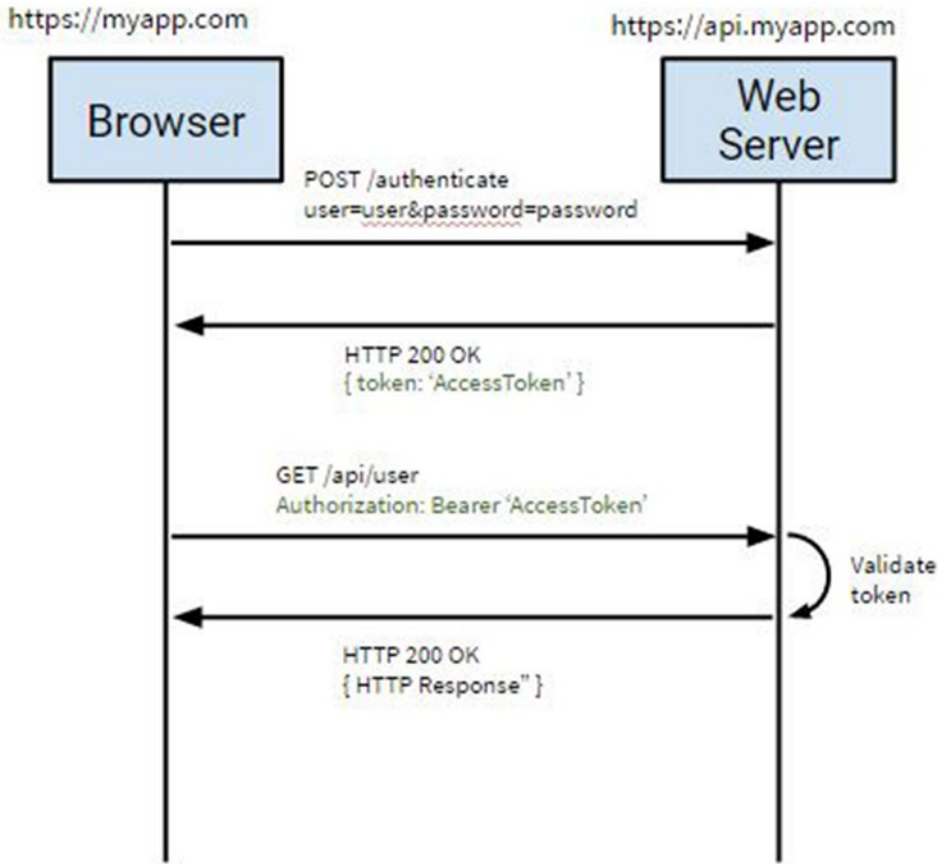 https://myapp.com
https://api.myapp.com
Browser
Web
Server
POST /authenticate
user=user&password=password
HTTP 200 OK
{ token: ‘AccessToken’ }
GET /api/user
Authorization: Bearer ‘AccessToken’
Validate
token
HTTP 200 OK
{ HTTP Response” }